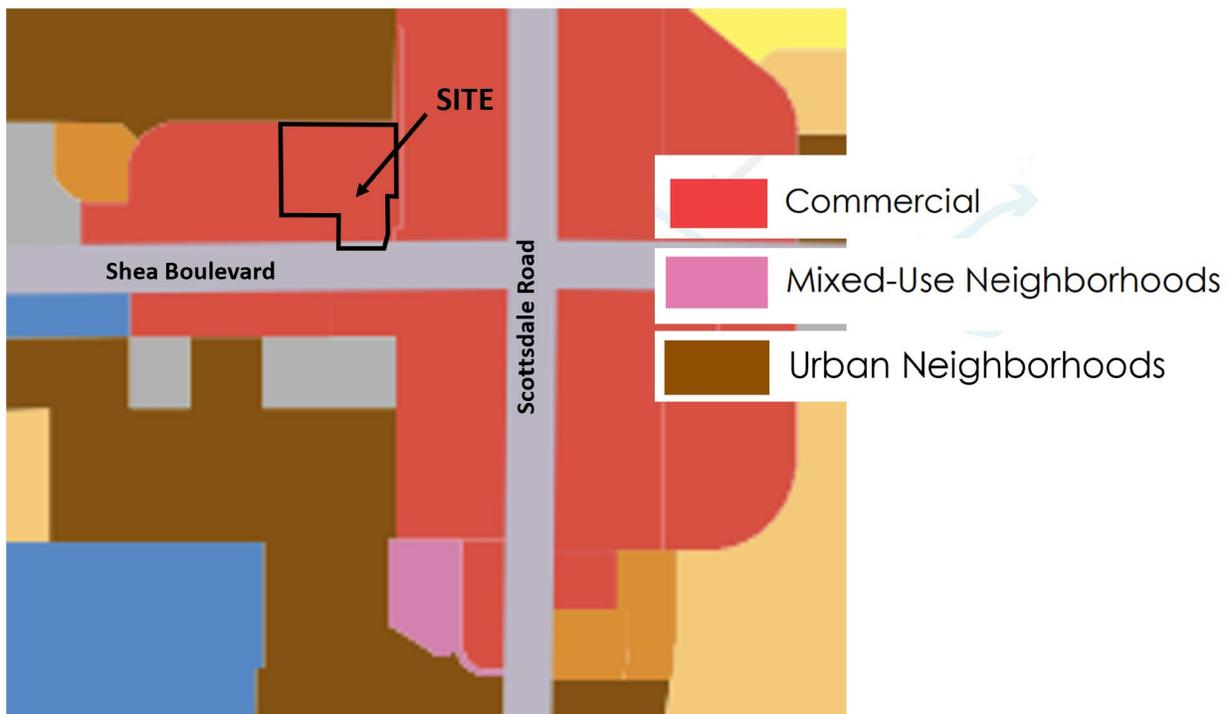 SITE
Commercial
Shea Boulevard
Scottsdale Road
Mixed-Use Neighborhoods
Urban Neighborhoods